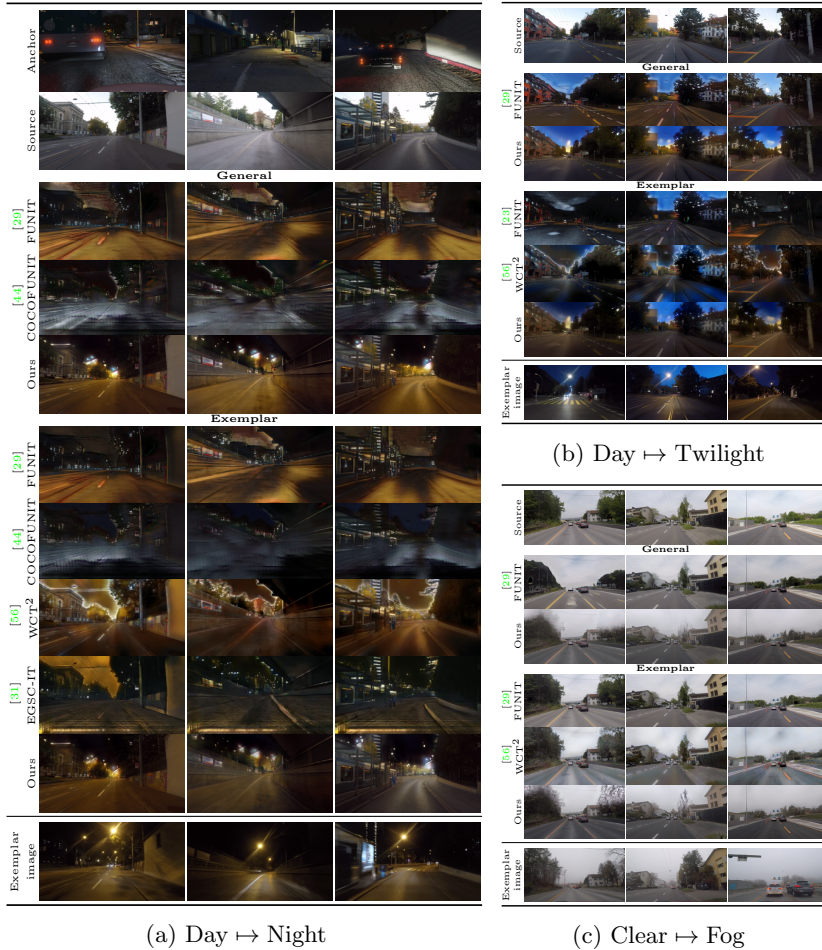 Anchor
Source
General
[29]
FUNIT
[44]
COCOFUNIT
Ours
Exemplar
[29]
FUNIT
[44]
COCOFUNIT
[56]
WCT²
[31]
EGSC-IT
Ours
Exemplar
image
(a) Day ↦ Night
Source
General
[29]
FUNIT
Ours
Exemplar
[23]
FUNIT
[56]
WCT²
Ours
Exemplar
image
(b) Day ↦ Twilight
Source
General
[29]
FUNIT
Ours
Exemplar
[29]
FUNIT
[56]
WCT²
Ours
Exemplar
image
(c) Clear ↦ Fog